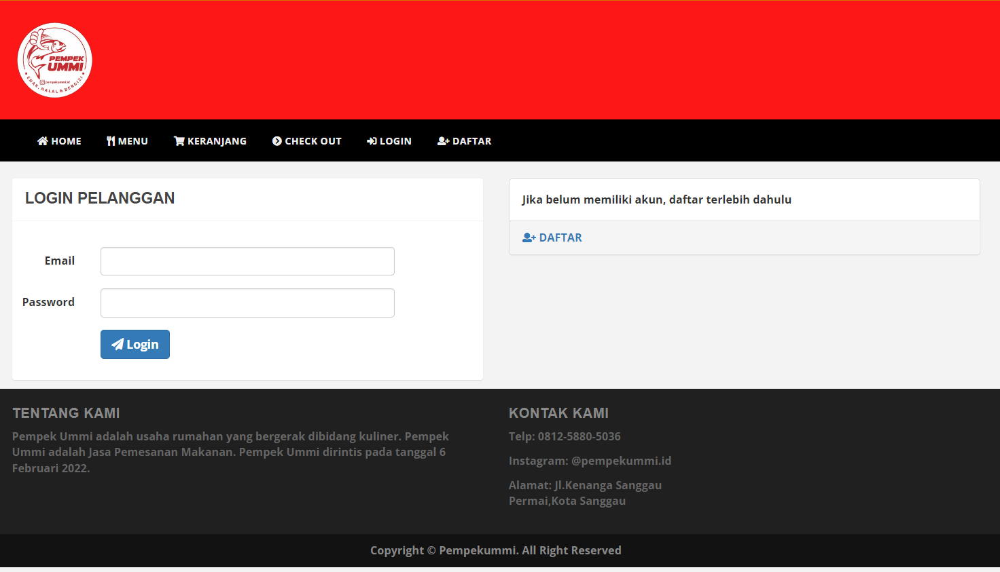 PEMPEK
UMMI
pempekummi.id
• ENAK, HALAL & BERGIZI •
HOME
MENU
KERANJANG
CHECK OUT
LOGIN
DAFTAR
LOGIN PELANGGAN
Email
Password
Login
Jika belum memiliki akun, daftar terlebih dahulu
DAFTAR
TENTANG KAMI
Pempek Ummi adalah usaha rumahan yang bergerak dibidang kuliner. Pempek
Ummi adalah Jasa Pemesanan Makanan. Pempek Ummi dirintis pada tanggal 6
Februari 2022.
KONTAK KAMI
Telp: 0812-5880-5036
Instagram: @pempekummi.id
Alamat: Jl.Kenanga Sanggau
Permai,Kota Sanggau
Copyright © Pempekummi. All Right Reserved